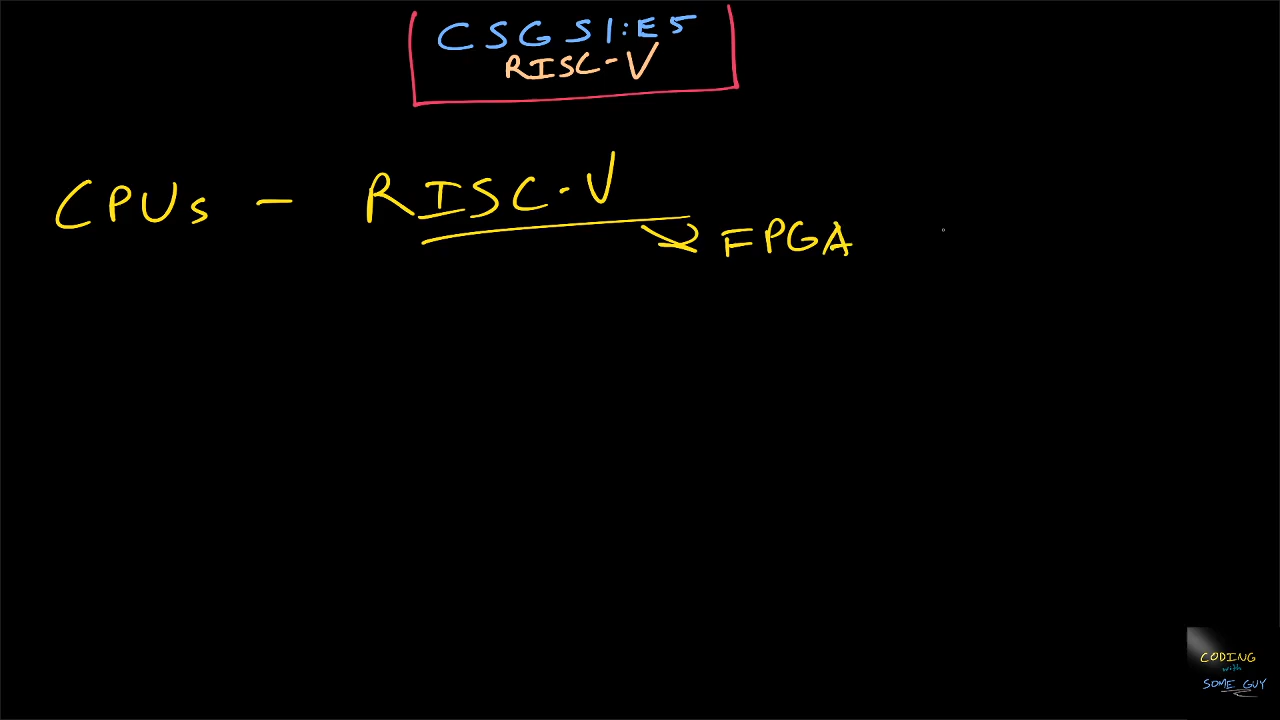 CSG S1:E5
RISC-V
CPUs - RISC-V
FPGA
CODING
with
SOME GUY